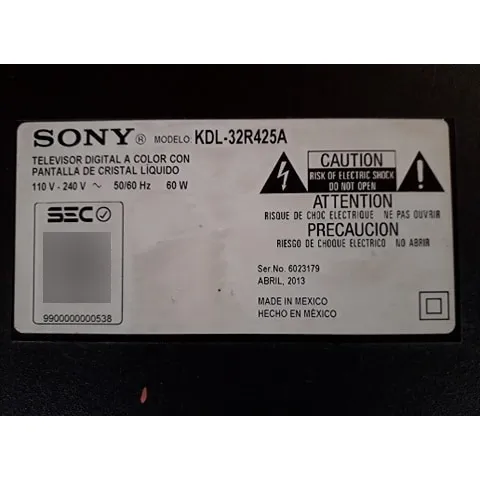 SONY® MODELO: KDL-32R425A
TELEVISOR DIGITAL A COLOR CON
PANTALLA DE CRISTAL LÍQUIDO
110 V - 240 V ~ 50/60 Hz 60 W
SEC
9900000000538
CAUTION
RISK OF ELECTRIC SHOCK
DO NOT OPEN
ATTENTION
RISQUE DE CHOC ELECTRIQUE NE PAS OUVRIR
PRECAUCION
RIESGO DE CHOQUE ELECTRICO NO ABRIR
Ser.No. 6023179
ABRIL, 2013
MADE IN MEXICO
HECHO EN MÉXICO